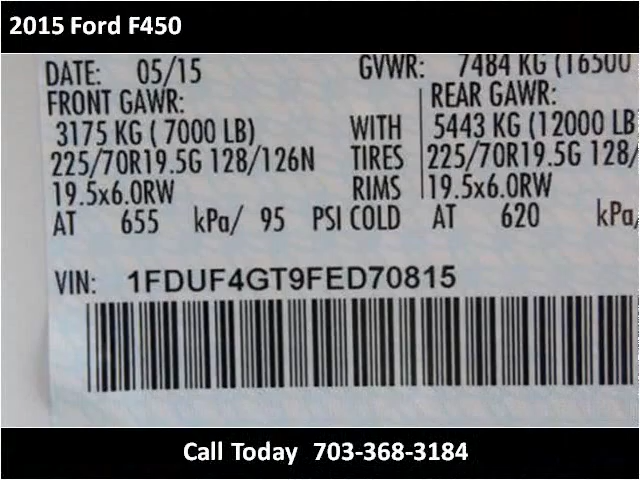 2015 Ford F450
DATE: 05/15 GVWR: 7484 KG (16500
FRONT GAWR: REAR GAWR:
3175 KG ( 7000 LB) WITH 5443 KG (12000 LB
225/70R19.5G 128/126N TIRES 225/70R19.5G 128/
19.5x6.0RW RIMS 19.5x6.0RW
AT 655 kPa/ 95 PSI COLD AT 620 kPa/
VIN: 1FDUF4GT9FED70815
Call Today 703-368-3184